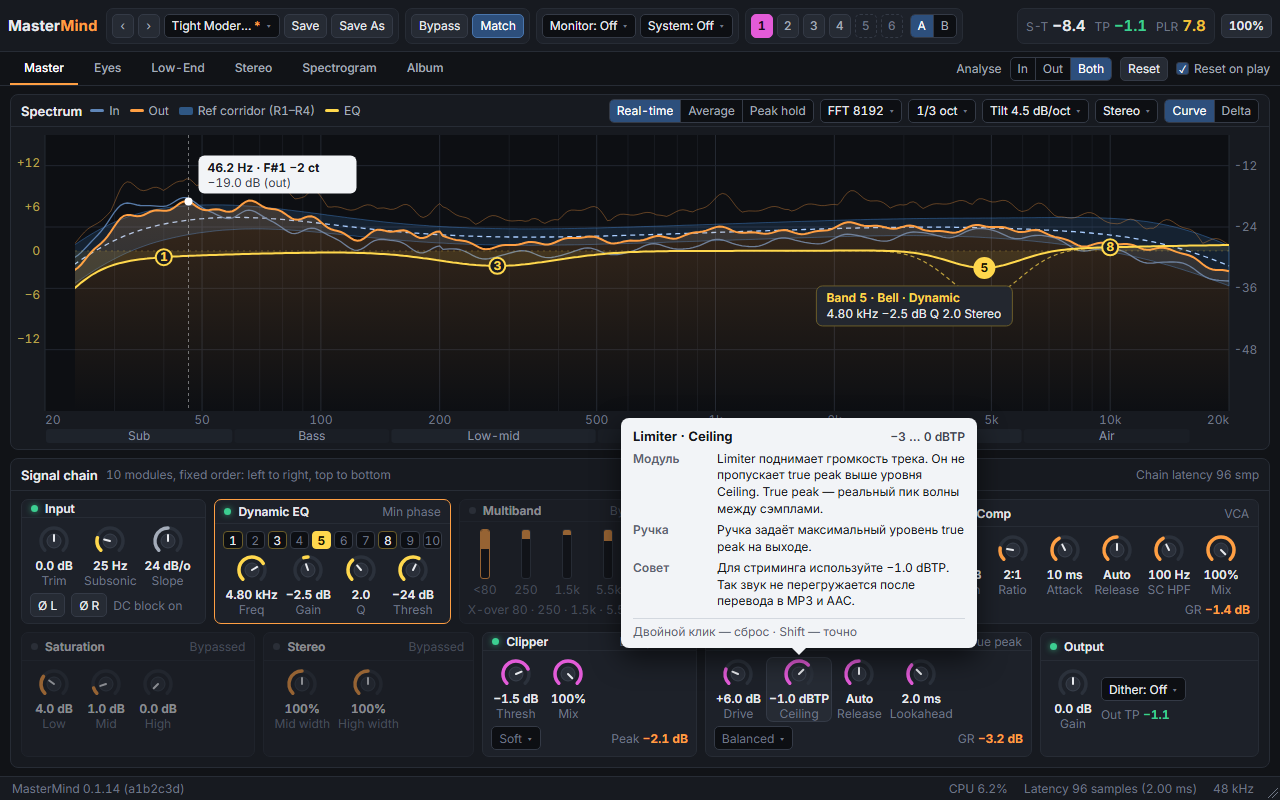 MasterMind
‹ › Tight Moder... * Save Save As Bypass Match Monitor: Off System: Off 1 2 3 4 5 6 A B S-T −8.4 TP −1.1 PLR 7.8 100%
Master Eyes Low-End Stereo Spectrogram Album Analyse In Out Both Reset Reset on play
Spectrum In Out Ref corridor (R1–R4) EQ Real-time Average Peak hold FFT 8192 1/3 oct Tilt 4.5 dB/oct Stereo Curve Delta
46.2 Hz · F#1 −2 ct
−19.0 dB (out)
+12 −12
+6
−24
0
−6 −36
−12
−48
1 3 5 8
Band 5 · Bell · Dynamic
4.80 kHz −2.5 dB Q 2.0 Stereo
20 50 100 200 500 5k 10k 20k
Sub Bass Low-mid Air
Limiter · Ceiling −3 … 0 dBTP
Модуль Limiter поднимает громкость трека. Он не
пропускает true peak выше уровня
Ceiling. True peak — реальный пик волны
между сэмплами.
Ручка Ручка задаёт максимальный уровень true
peak на выходе.
Совет Для стриминга используйте −1.0 dBTP.
Так звук не перегружается после
перевода в MP3 и AAC.
Двойной клик — сброс · Shift — точно
Signal chain 10 modules, fixed order: left to right, top to bottom Chain latency 96 smp
Input
0.0 dB 25 Hz 24 dB/o
Trim Subsonic Slope
Ø L Ø R DC block on
Dynamic EQ Min phase
1 2 3 4 5 6 7 8 9 10
4.80 kHz −2.5 dB 2.0 −24 dB
Freq Gain Q Thresh
Multiband
<80 250 1.5k 5.5k
X-over 80 · 250 · 1.5k
Comp VCA
2:1 10 ms Auto 100 Hz 100%
Ratio Attack Release SC HPF Mix
GR −1.4 dB
Saturation Bypassed
4.0 dB 1.0 dB 0.0 dB
Low Mid High
Stereo Bypassed
100% 100%
Mid width High width
Clipper
−1.5 dB 100%
Thresh Mix
Soft Peak −2.1 dB
peak
+6.0 dB −1.0 dBTP Auto 2.0 ms
Drive Ceiling Release Lookahead
Balanced GR −3.2 dB
Output
0.0 dB Dither: Off
Gain Out TP −1.1
MasterMind 0.1.14 (a1b2c3d) CPU 6.2% Latency 96 samples (2.00 ms) 48 kHz